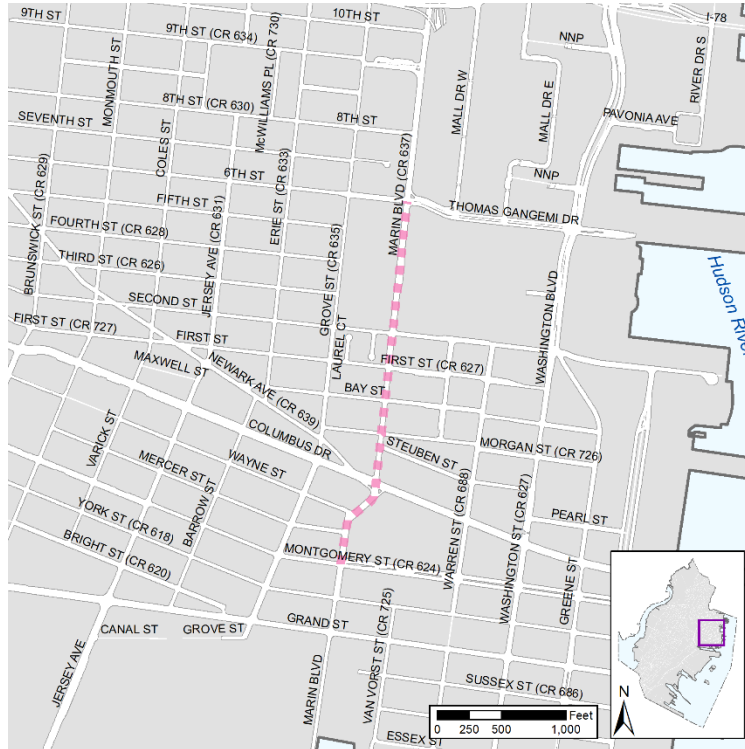 9TH ST
10TH ST
I-78
9TH ST (CR 634)
NNP
MONMOUTH ST
McWILLIAMS PL (CR 730)
MALL DR W
MALL DR E
RIVER DR S
8TH ST (CR 630)
PAVONIA AVE
SEVENTH ST
COLES ST
8TH ST
6TH ST
NNP
BRUNSWICK ST (CR 629)
FIFTH ST
ERIE ST (CR 633)
MARIN BLVD (CR 637)
THOMAS GANGEMI DR
FOURTH ST (CR 628)
JERSEY AVE (CR 631)
THIRD ST (CR 626)
GROVE ST (CR 635)
WASHINGTON BLVD
Hudson River
SECOND ST
FIRST ST (CR 727)
FIRST ST
LAUREL CT
FIRST ST (CR 627)
MAXWELL ST
NEWARK AVE (CR 639)
BAY ST
COLUMBUS DR
STEUBEN ST
MORGAN ST (CR 726)
VARICK ST
WAYNE ST
MERCER ST
BARROW ST
WARREN ST (CR 688)
WASHINGTON ST (CR 627)
PEARL ST
YORK ST (CR 618)
BRIGHT ST (CR 620)
MONTGOMERY ST (CR 624)
GREENE ST
GRAND ST
CANAL ST
GROVE ST
VAN VORST ST (CR 725)
JERSEY AVE
MARIN BLVD
SUSSEX ST (CR 686)
N
Feet
0 250 500 1,000
ESSEX ST